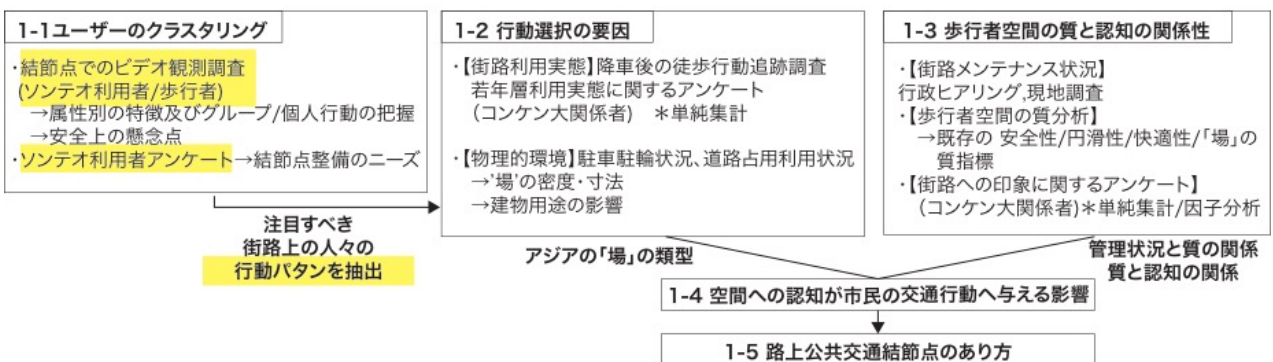 1-1ユーザーのクラスタリング
・結節点でのビデオ観測調査
(ソンテオ利用者/歩行者)
→属性別の特徴及びグループ/個人行動の把握
→安全上の懸念点
・ソンテオ利用者アンケート→結節点整備のニーズ
注目すべき
街路上の人々の
行動パタンを抽出
1-2 行動選択の要因
・【街路利用実態】降車後の徒歩行動追跡調査
若年層利用実態に関するアンケート
（コンケン大関係者)　＊単純集計
・【物理的環境】駐車駐輪状況、道路占用利用状況
→'場'の密度・寸法
→建物用途の影響
アジアの「場」の類型
1-3 歩行者空間の質と認知の関係性
・【街路メンテナンス状況】
行政ヒアリング,現地調査
・【歩行者空間の質分析】
→既存の 安全性/円滑性/快適性/「場」の
質指標
・【街路への印象に関するアンケート】
（コンケン大関係者)＊単純集計/因子分析
管理状況と質の関係
質と認知の関係
1-4 空間への認知が市民の交通行動へ与える影響
1-5 路上公共交通結節点のあり方